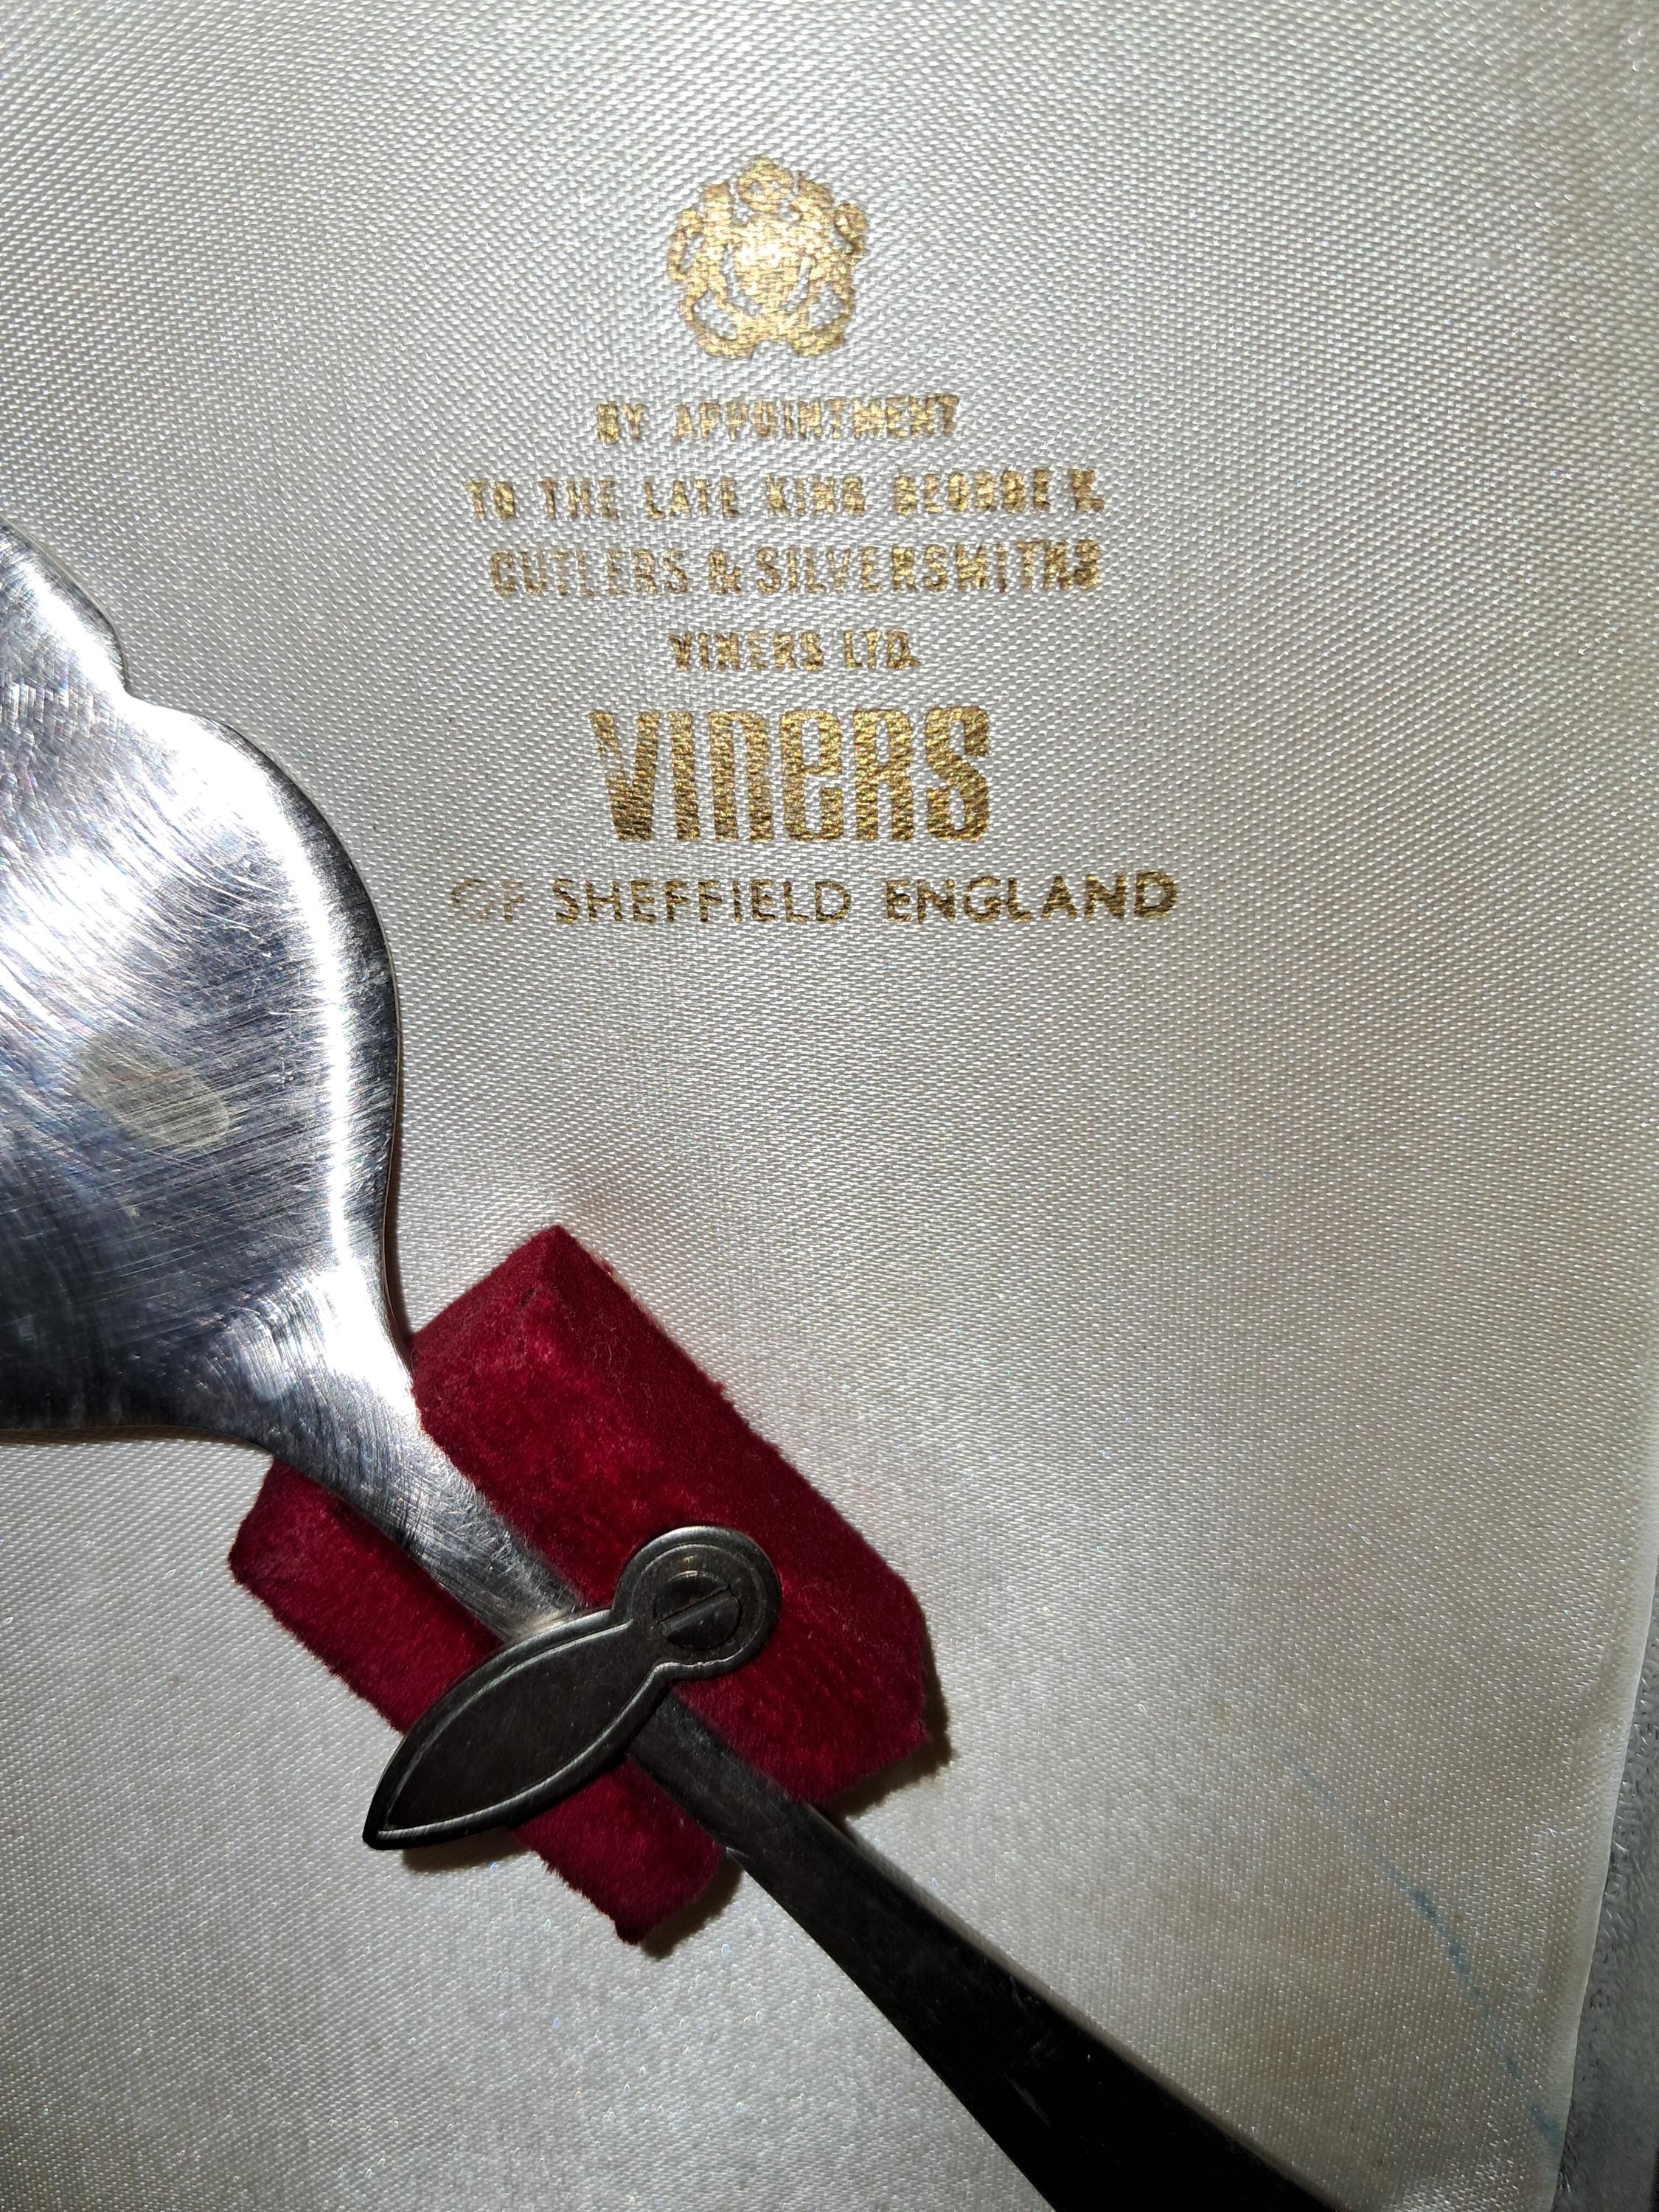 BY APPOINTMENT
TO THE LATE KING GEORGE V.
CUTLERS & SILVERSMITHS
VINERS LTD.
VINERS
OF SHEFFIELD ENGLAND